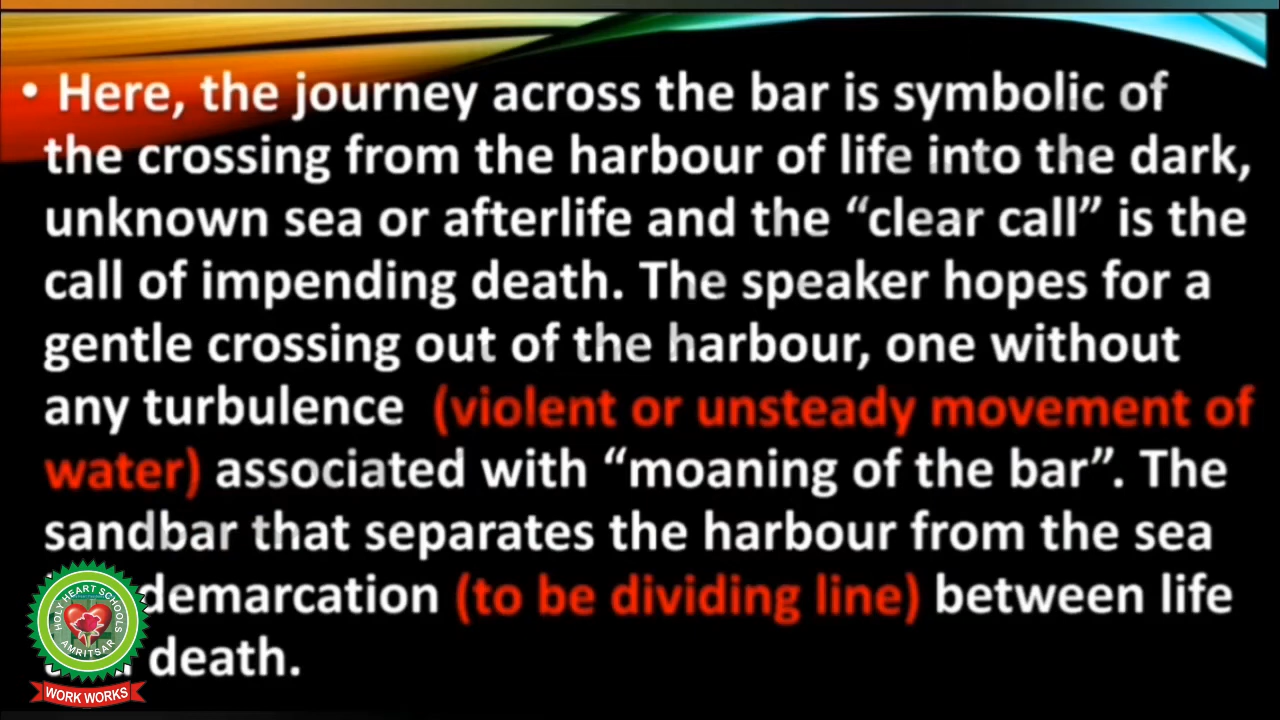 • Here, the journey across the bar is symbolic of
the crossing from the harbour of life into the dark,
unknown sea or afterlife and the “clear call” is the
call of impending death. The speaker hopes for a
gentle crossing out of the harbour, one without
any turbulence (violent or unsteady movement of
water) associated with “moaning of the bar”. The
sandbar that separates the harbour from the sea
demarcation (to be dividing line) between life
death.
HOLY HEART SCHOOLS
AMRITSAR
WORK WORKS